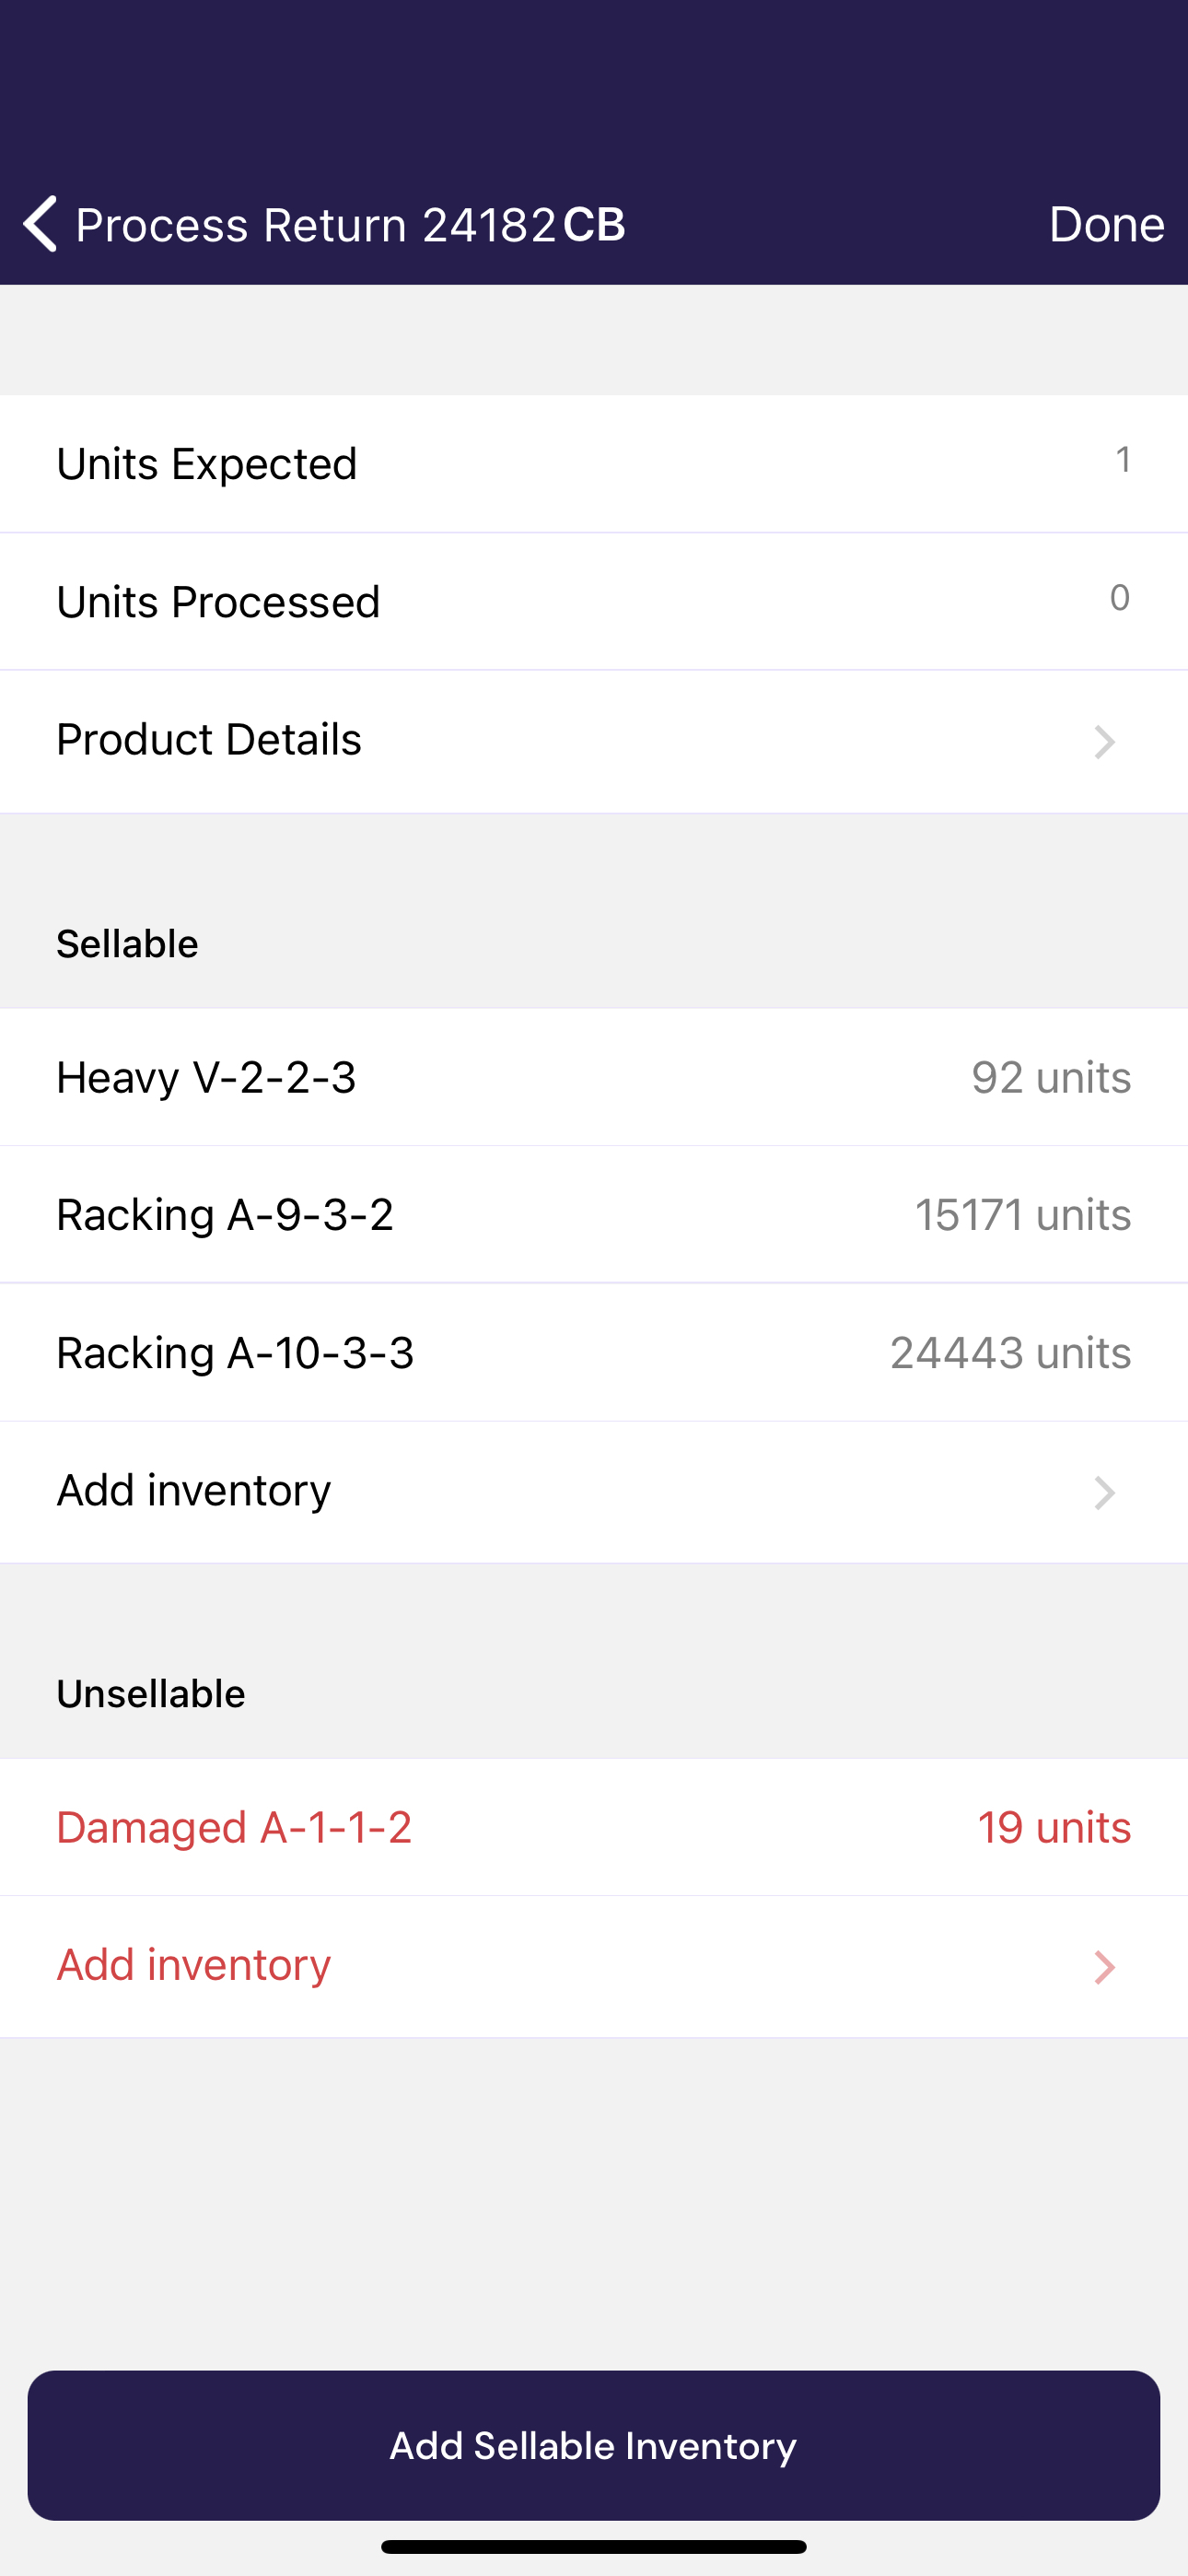 Process Return 24182CB
Done
Units Expected 1
Units Processed 0
Product Details
Sellable
Heavy V-2-2-3 92 units
Racking A-9-3-2 15171 units
Racking A-10-3-3 24443 units
Add inventory
Unsellable
Damaged A-1-1-2 19 units
Add inventory
Add Sellable Inventory